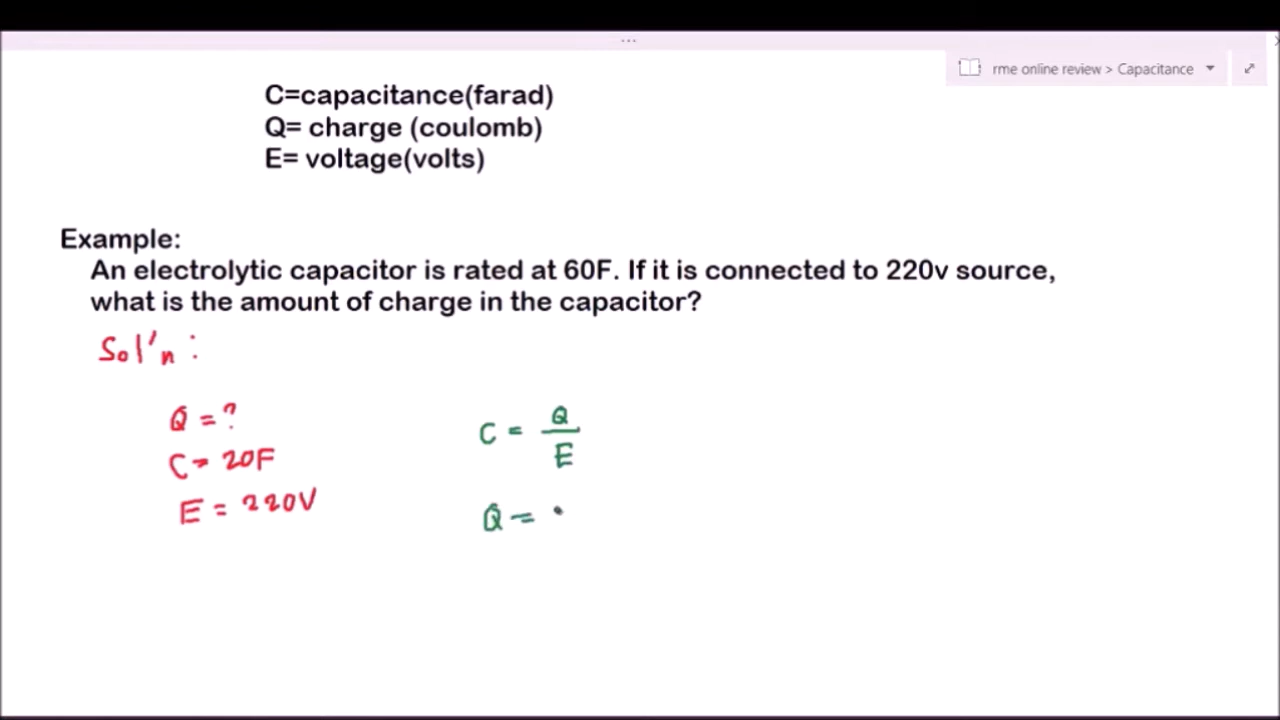 ...
rme online review > Capacitance
C=capacitance(farad)
Q= charge (coulomb)
E= voltage(volts)
Example:
An electrolytic capacitor is rated at 60F. If it is connected to 220v source,
what is the amount of charge in the capacitor?
Sol'n :
Q = ?
C = 20F
E = 220V
C = Q
E
Q =